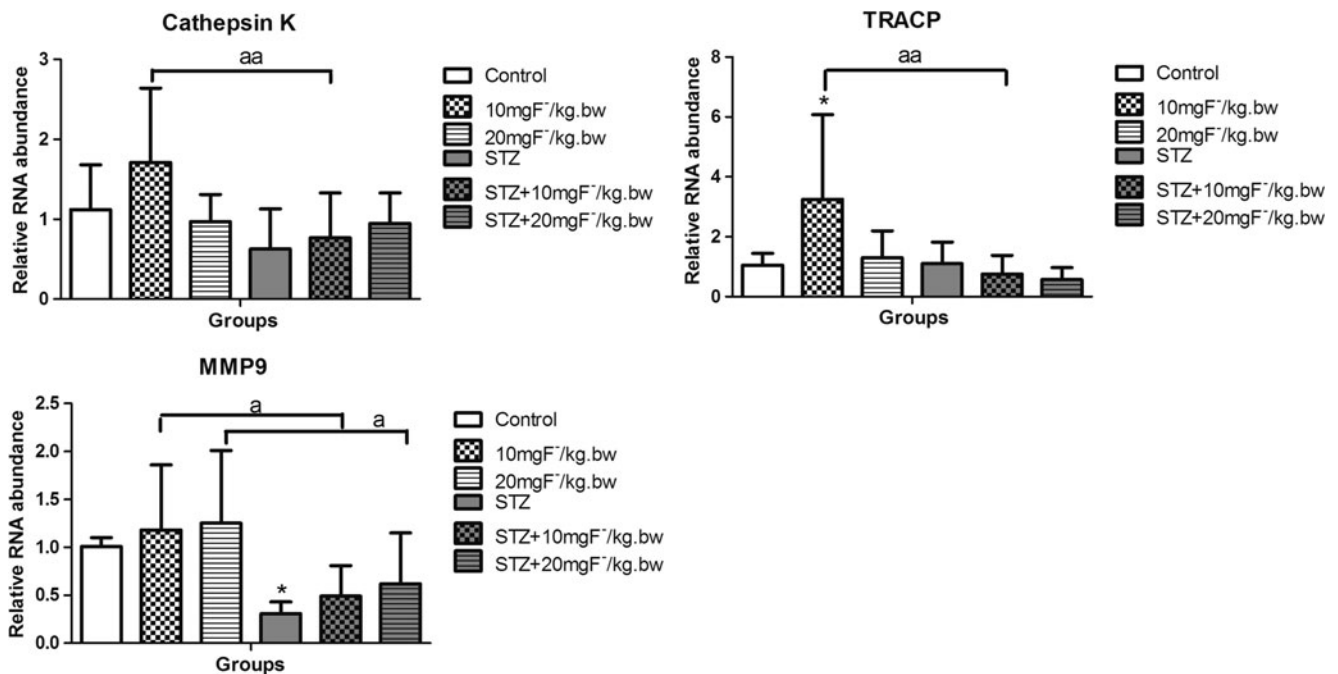 Cathepsin K
Relative RNA abundance
3
2
1
0
aa
Groups
Control
10mgF⁻/kg.bw
20mgF⁻/kg.bw
STZ
STZ+10mgF⁻/kg.bw
STZ+20mgF⁻/kg.bw
TRACP
Relative RNA abundance
8
6
4
2
0
*
aa
Groups
Control
10mgF⁻/kg.bw
20mgF⁻/kg.bw
STZ
STZ+10mgF⁻/kg.bw
STZ+20mgF⁻/kg.bw
MMP9
Relative RNA abundance
2.5
2.0
1.5
1.0
0.5
0.0
a
a
*
Groups
Control
10mgF⁻/kg.bw
20mgF⁻/kg.bw
STZ
STZ+10mgF⁻/kg.bw
STZ+20mgF⁻/kg.bw